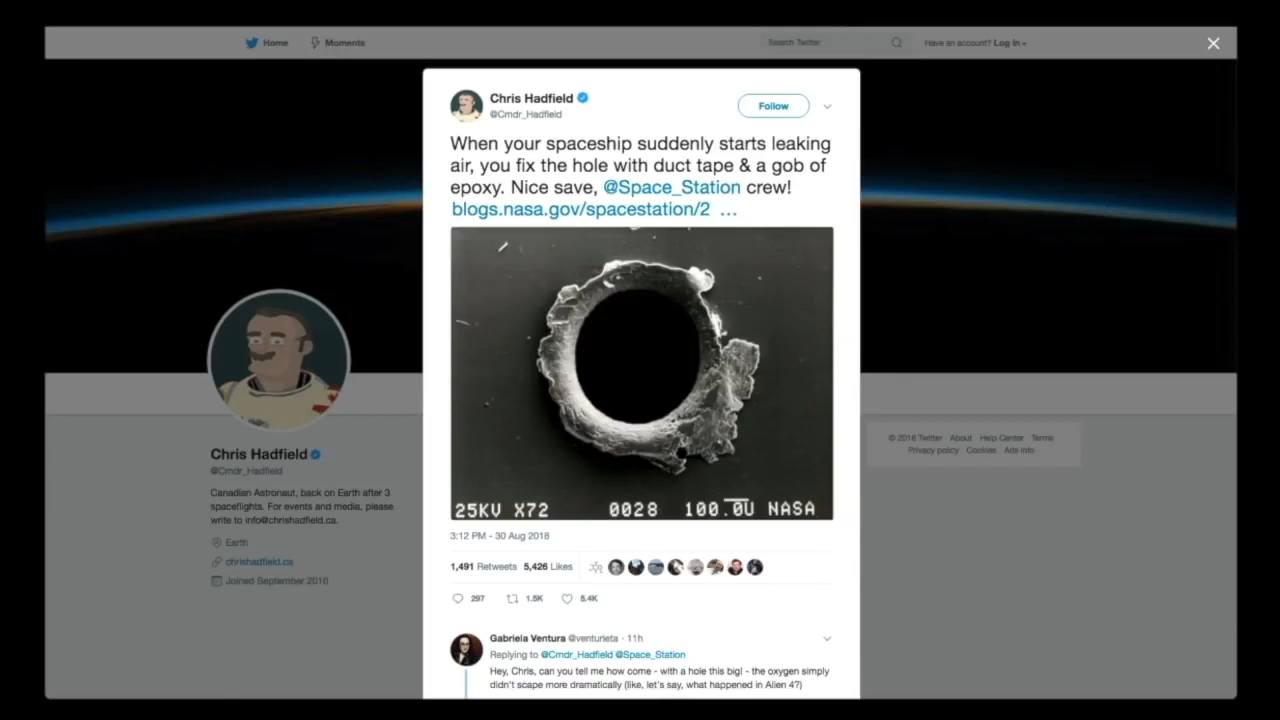 Home
Moments
Search Twitter
Have an account? Log in
Chris Hadfield
@Cmdr_Hadfield
Follow
When your spaceship suddenly starts leaking
air, you fix the hole with duct tape & a gob of
epoxy. Nice save, @Space_Station crew!
blogs.nasa.gov/spacestation/2 …
25KV X72 0028 100.0U NASA
3:12 PM - 30 Aug 2018
1,491 Retweets 5,426 Likes
297 1.5K 5.4K
Gabriela Ventura @venturieta · 11h
Replying to @Cmdr_Hadfield @Space_Station
Hey, Chris, can you tell me how come - with a hole this big! - the oxygen simply
didn't scape more dramatically (like, let's say, what happened in Alien 4?)
Chris Hadfield
@Cmdr_Hadfield
Canadian Astronaut, back on Earth after 3
spaceflights. For events and media, please
write to info@chrishadfield.ca.
Earth
chrishadfield.ca
Joined September 2010
© 2018 Twitter About Help Center Terms
Privacy policy Cookies Ads info